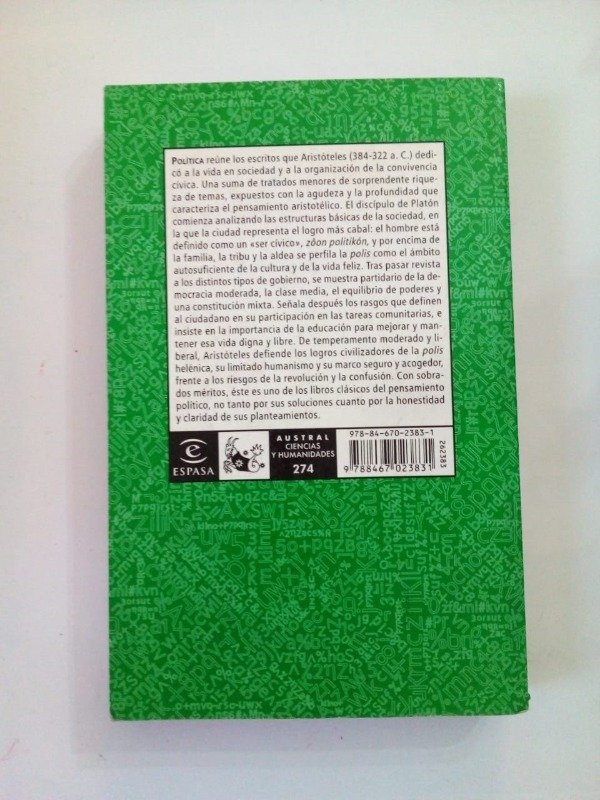 POLÍTICA reúne los escritos que Aristóteles (384-322 a. C.) dedi-
có a la vida en sociedad y a la organización de la convivencia
cívica. Una suma de tratados menores de sorprendente rique-
za de temas, expuestos con la agudeza y la profundidad que
caracteriza el pensamiento aristotélico. El discípulo de Platón
comienza analizando las estructuras básicas de la sociedad, en
la que la ciudad representa el logro más cabal: el hombre está
definido como un «ser cívico», zôon politikón, y por encima de
la familia, la tribu y la aldea se perfila la polis como el ámbito
autosuficiente de la cultura y de la vida feliz. Tras pasar revista
a los distintos tipos de gobierno, se muestra partidario de la de-
mocracia moderada, la clase media, el equilibrio de poderes y
una constitución mixta. Señala después los rasgos que definen
al ciudadano en su participación en las tareas comunitarias, e
insiste en la importancia de la educación para mejorar y man-
tener esa vida digna y libre. De temperamento moderado y li-
beral, Aristóteles defiende los logros civilizadores de la polis
helénica, su limitado humanismo y su marco seguro y acogedor,
frente a los riesgos de la revolución y la confusión. Con sobra-
dos méritos, éste es uno de los libros clásicos del pensamiento
político, no tanto por sus soluciones cuanto por la honestidad
y claridad de sus planteamientos.
e
ESPASA
AUSTRAL
CIENCIAS
Y HUMANIDADES
274
978-84-670-2383-1
9 788467 023831
262383